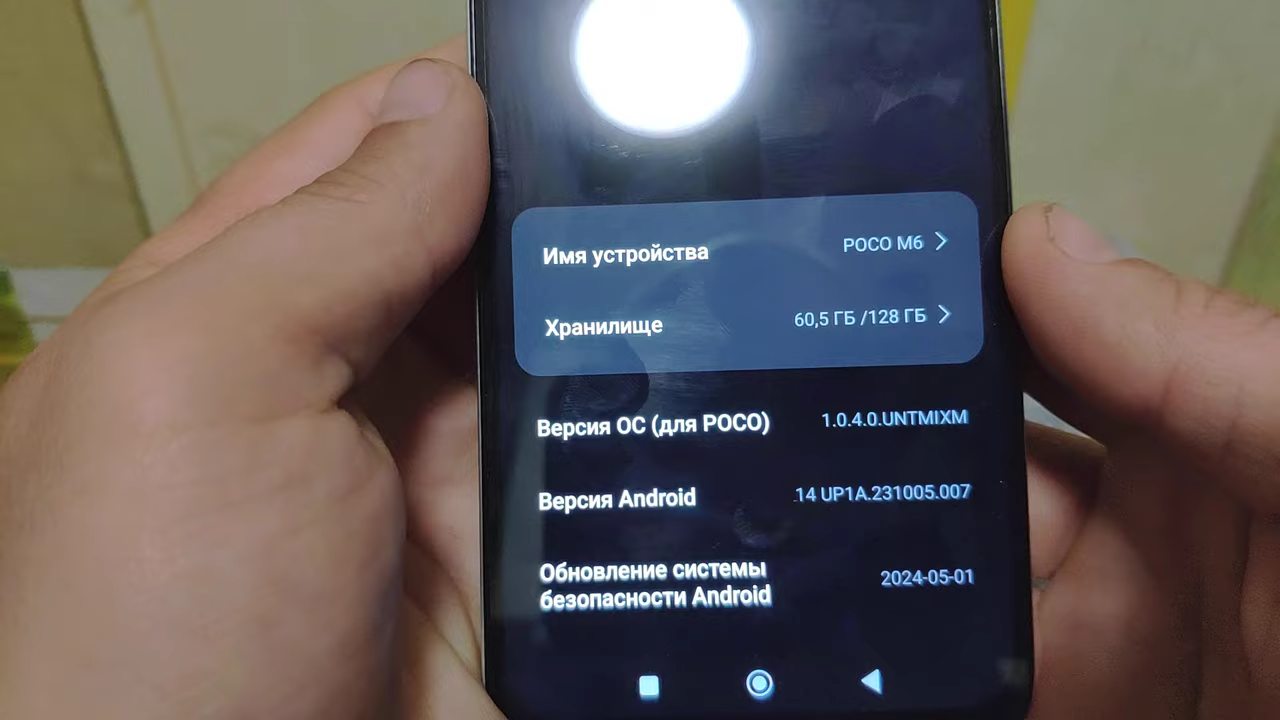 Имя устройства POCO M6
Хранилище 60,5 ГБ /128 ГБ
Версия ОС (для POCO) 1.0.4.0.UNTMIXM
Версия Android 14 UP1A.231005.007
Обновление системы
безопасности Android 2024-05-01